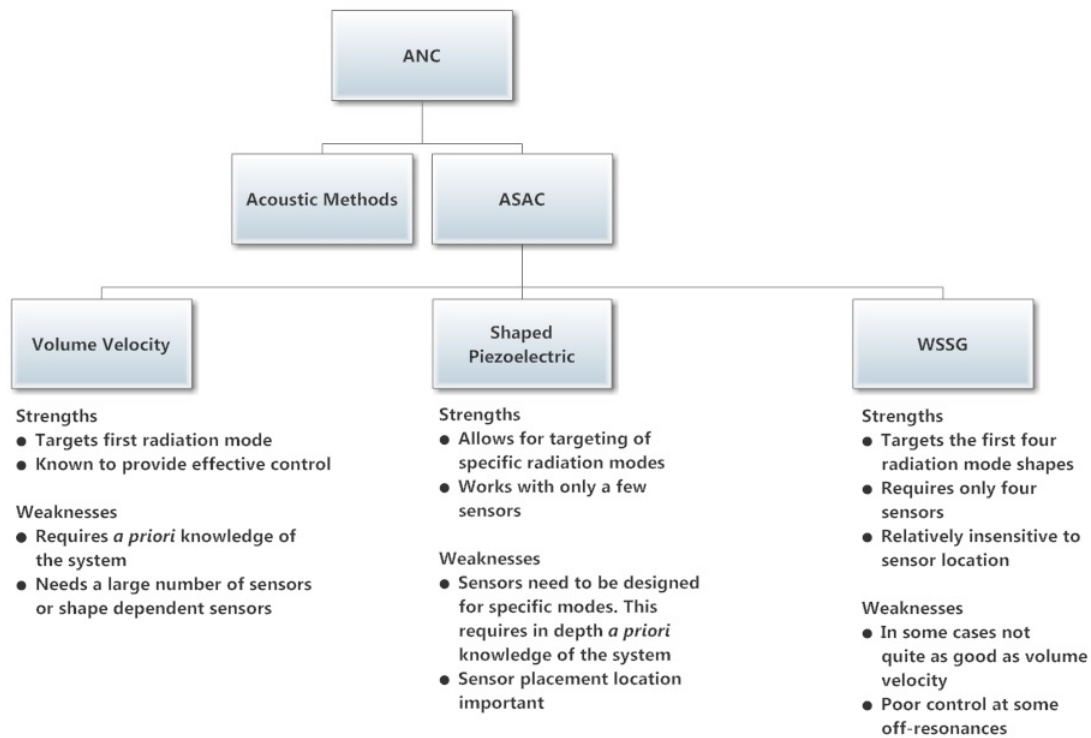 ANC
Acoustic Methods
ASAC
Volume Velocity
Shaped
Piezoelectric
WSSG
Strengths
● Targets first radiation mode
● Known to provide effective control
Weaknesses
● Requires a priori knowledge of
the system
● Needs a large number of sensors
or shape dependent sensors
Strengths
● Allows for targeting of
specific radiation modes
● Works with only a few
sensors
Weaknesses
● Sensors need to be designed
for specific modes. This
requires in depth a priori
knowledge of the system
● Sensor placement location
important
Strengths
● Targets the first four
radiation mode shapes
● Requires only four
sensors
● Relatively insensitive to
sensor location
Weaknesses
● In some cases not
quite as good as volume
velocity
● Poor control at some
off-resonances